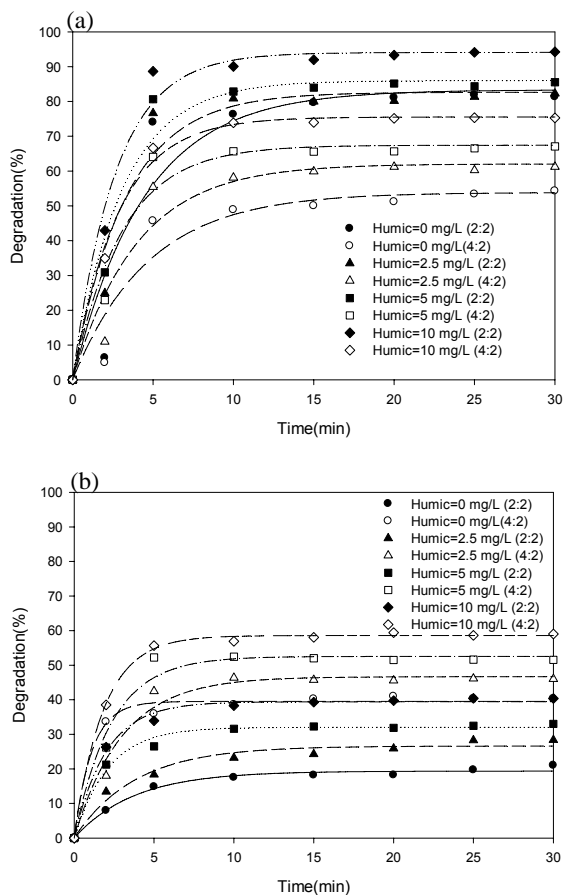 (a)
100
90
80
70
60
50
40
30
20
10
0
Degradation(%)
Humic=0 mg/L (2:2)
Humic=0 mg/L(4:2)
Humic=2.5 mg/L (2:2)
Humic=2.5 mg/L (4:2)
Humic=5 mg/L (2:2)
Humic=5 mg/L (4:2)
Humic=10 mg/L (2:2)
Humic=10 mg/L (4:2)
0 5 10 15 20 25 30
Time(min)
(b)
100
90
80
70
60
50
40
30
20
10
0
Degradation(%)
Humic=0 mg/L (2:2)
Humic=0 mg/L(4:2)
Humic=2.5 mg/L (2:2)
Humic=2.5 mg/L (4:2)
Humic=5 mg/L (2:2)
Humic=5 mg/L (4:2)
Humic=10 mg/L (2:2)
Humic=10 mg/L (4:2)
0 5 10 15 20 25 30
Time(min)